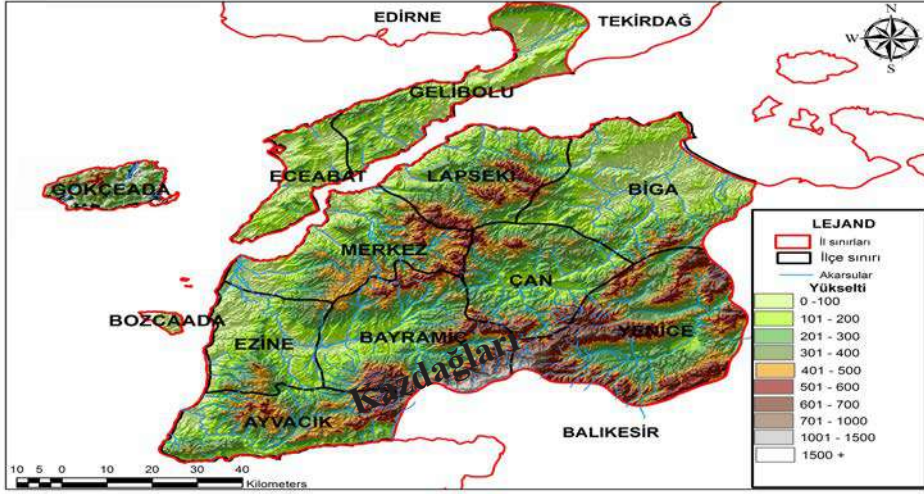 EDİRNE
TEKİRDAĞ
N
W E
S
GELİBOLU
ECEABAT
LAPSEKİ
GÖKÇEADA
BİGA
MERKEZ
ÇAN
BOZCAADA
EZİNE
BAYRAMİÇ
YENİCE
Kazdağları
AYVACIK
BALIKESİR
LEJAND
İl sınırları
İlçe sınırı
Akarsular
Yükselti
0 -100
101 - 200
201 - 300
301 - 400
401 - 500
501 - 600
601 - 700
701 - 1000
1001 - 1500
1500 +
10 5 0 10 20 30 40
Kilometers